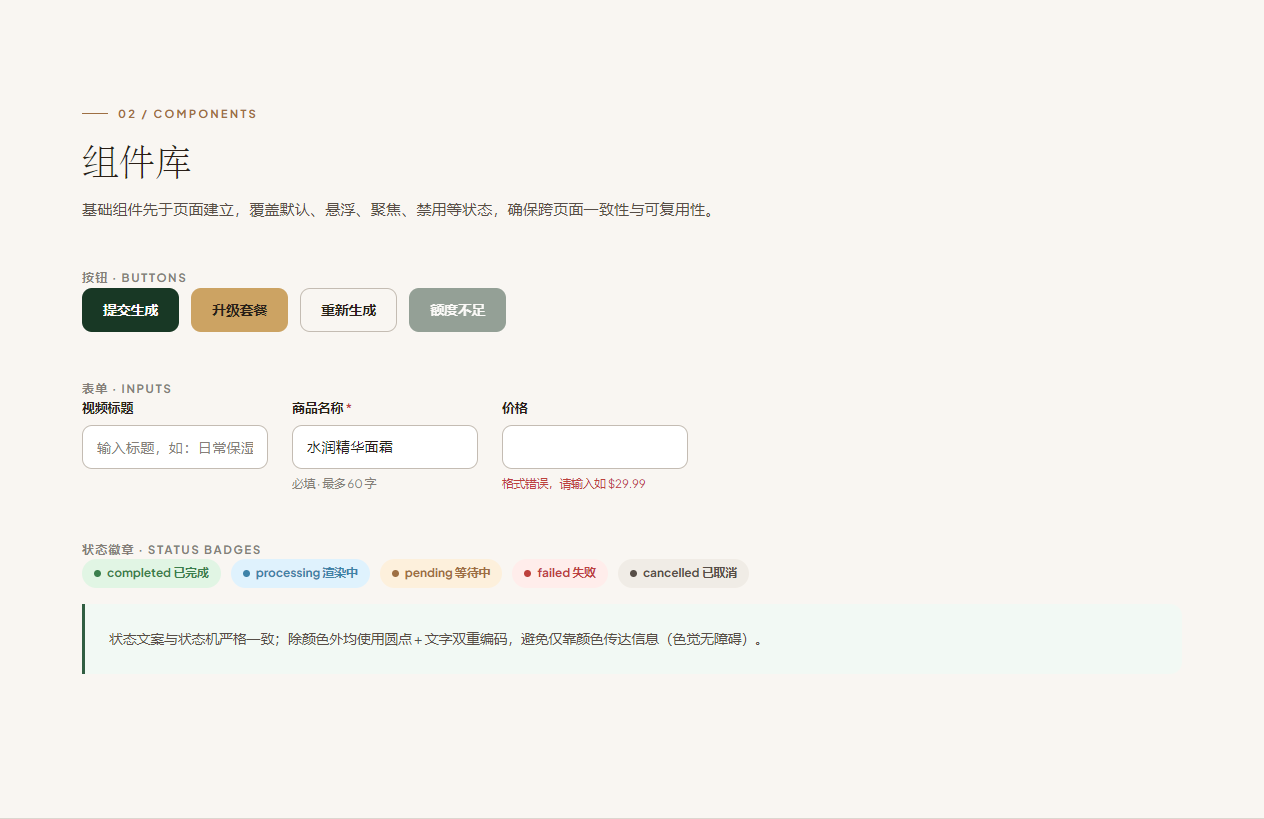 02 / COMPONENTS
组件库
基础组件先于页面建立，覆盖默认、悬浮、聚焦、禁用等状态，确保跨页面一致性与可复用性。
按钮 · BUTTONS
提交生成 升级套餐 重新生成 额度不足
表单 · INPUTS
视频标题 商品名称 * 价格
输入标题，如：日常保湿 水润精华面霜
必填 · 最多 60 字 格式错误，请输入如 $29.99
状态徽章 · STATUS BADGES
completed 已完成 processing 渲染中 pending 等待中 failed 失败 cancelled 已取消
状态文案与状态机严格一致；除颜色外均使用圆点 + 文字双重编码，避免仅靠颜色传达信息（色觉无障碍）。